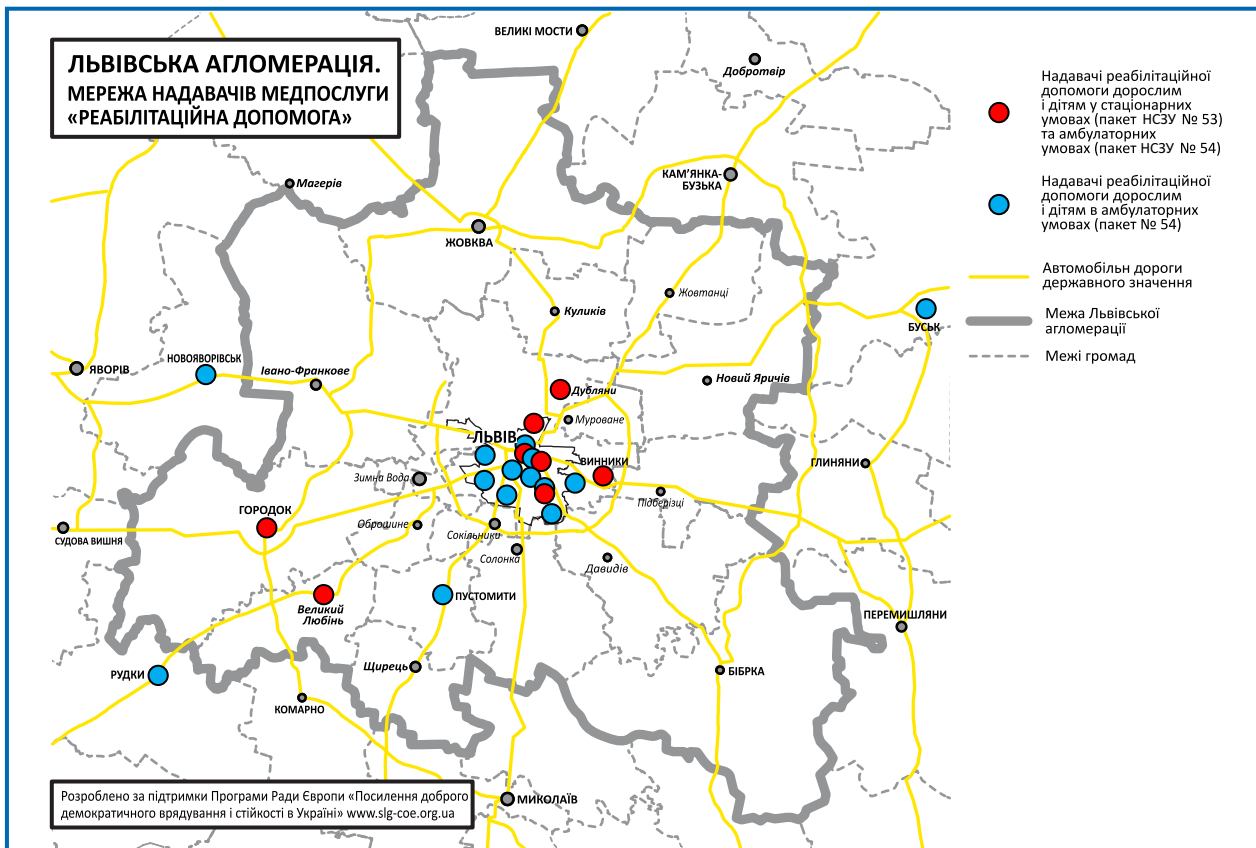 ЛЬВІВСЬКА АГЛОМЕРАЦІЯ.
МЕРЕЖА НАДАВАЧІВ МЕДПОСЛУГИ
«РЕАБІЛІТАЦІЙНА ДОПОМОГА»
ВЕЛИКІ МОСТИ
Добротвір
КАМ’ЯНКА-
БУЗЬКА
Магерів
ЖОВКВА
Жовтанці
Куликів
БУСЬК
НОВОЯВОРІВСЬК
ЯВОРІВ
Івано-Франкове
Новий Яричів
Дубляни
Муроване
ЛЬВІВ
ВИННИКИ
ГЛИНЯНИ
Зимна Вода
Підберізці
ГОРОДОК
Оброшине
Сокільники
СУДОВА ВИШНЯ
Солонка
Давидів
Великий
Любінь
ПУСТОМИТИ
ПЕРЕМИШЛЯНИ
Щирець
РУДКИ
БІБРКА
КОМАРНО
МИКОЛАЇВ
Надавачі реабілітаційної
допомоги дорослим
і дітям у стаціонарних
умовах (пакет НСЗУ № 53)
та амбулаторних
умовах (пакет НСЗУ № 54)
Надавачі реабілітаційної
допомоги дорослим
і дітям в амбулаторних
умовах (пакет № 54)
Автомобільн дороги
державного значення
Межа Львівської
агломерації
Межі громад
Розроблено за підтримки Програми Ради Європи «Посилення доброго
демократичного врядування і стійкості в Україні» www.slg-coe.org.ua